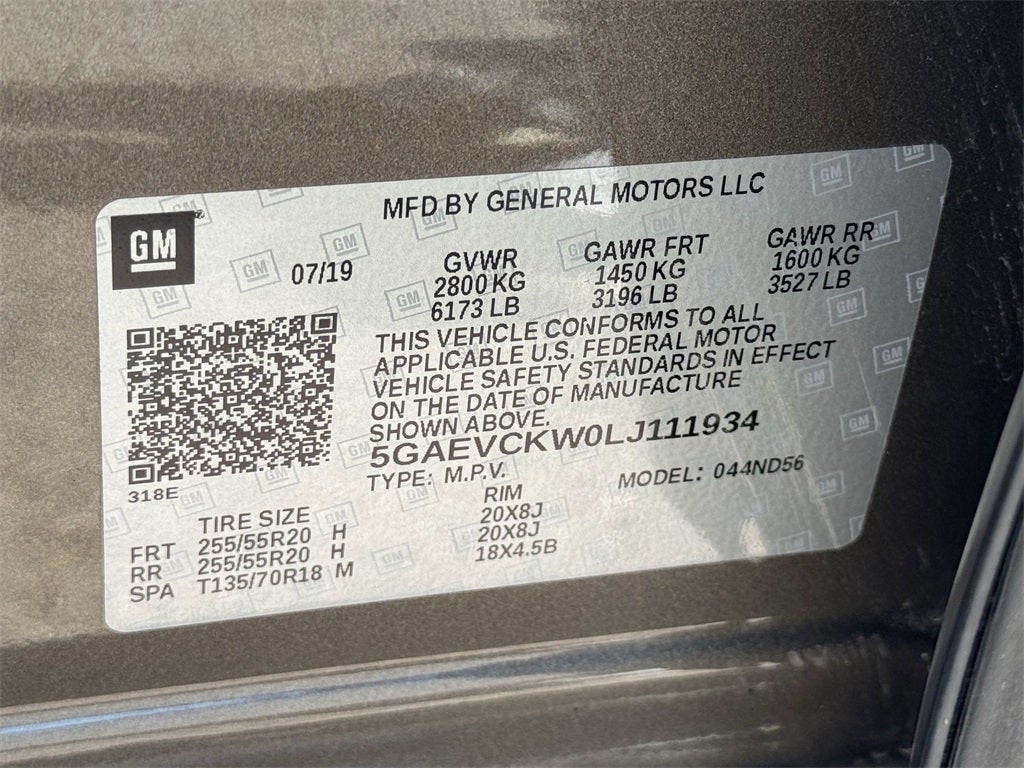 MFD BY GENERAL MOTORS LLC
GM
07/19
GVWR
2800 KG
6173 LB
GAWR FRT
1450 KG
3196 LB
GAWR RR
1600 KG
3527 LB
THIS VEHICLE CONFORMS TO ALL
APPLICABLE U.S. FEDERAL MOTOR
VEHICLE SAFETY STANDARDS IN EFFECT
ON THE DATE OF MANUFACTURE
SHOWN ABOVE.
5GAEVCKW0LJ111934
TYPE: M.P.V. MODEL: 044ND56
318E
TIRE SIZE RIM
FRT 255/55R20 H 20X8J
RR 255/55R20 H 20X8J
SPA T135/70R18 M 18X4.5B